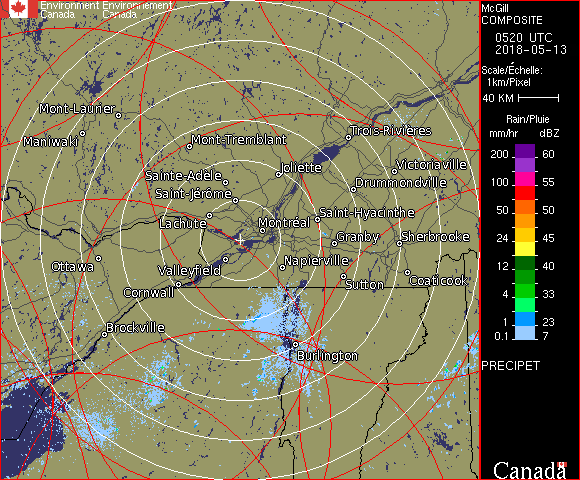 Environment Environnement
Canada Canada
McGill
COMPOSITE
0520 UTC
2018-05-13
Scale/Échelle:
1km/Pixel
40 KM
Rain/Pluie
mm/hr dBZ
200 60
150 55
100 55
50 50
24 45
12 40
4 33
1 23
0.1 7
PRECIPET
Canada
Mont-Laurier
Maniwaki
Mont-Tremblant
Trois-Rivières
Joliette
Victoriaville
Sainte-Adèle
Drummondville
Saint-Jérôme
Lachute
Saint-Hyacinthe
Montréal
Granby
Sherbrooke
Ottawa
Valleyfield
Napierville
Cornwall
Sutton
Coaticook
Brockville
Burlington